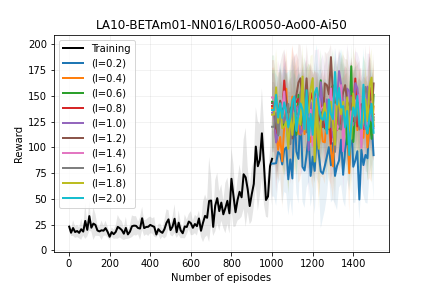 LA10-BETAm01-NN016/LR0050-Ao00-Ai50
Reward
200
175
150
125
100
75
50
25
0
Training
(l=0.2)
(l=0.4)
(l=0.6)
(l=0.8)
(l=1.0)
(l=1.2)
(l=1.4)
(l=1.6)
(l=1.8)
(l=2.0)
0 200 400 600 800 1000 1200 1400
Number of episodes